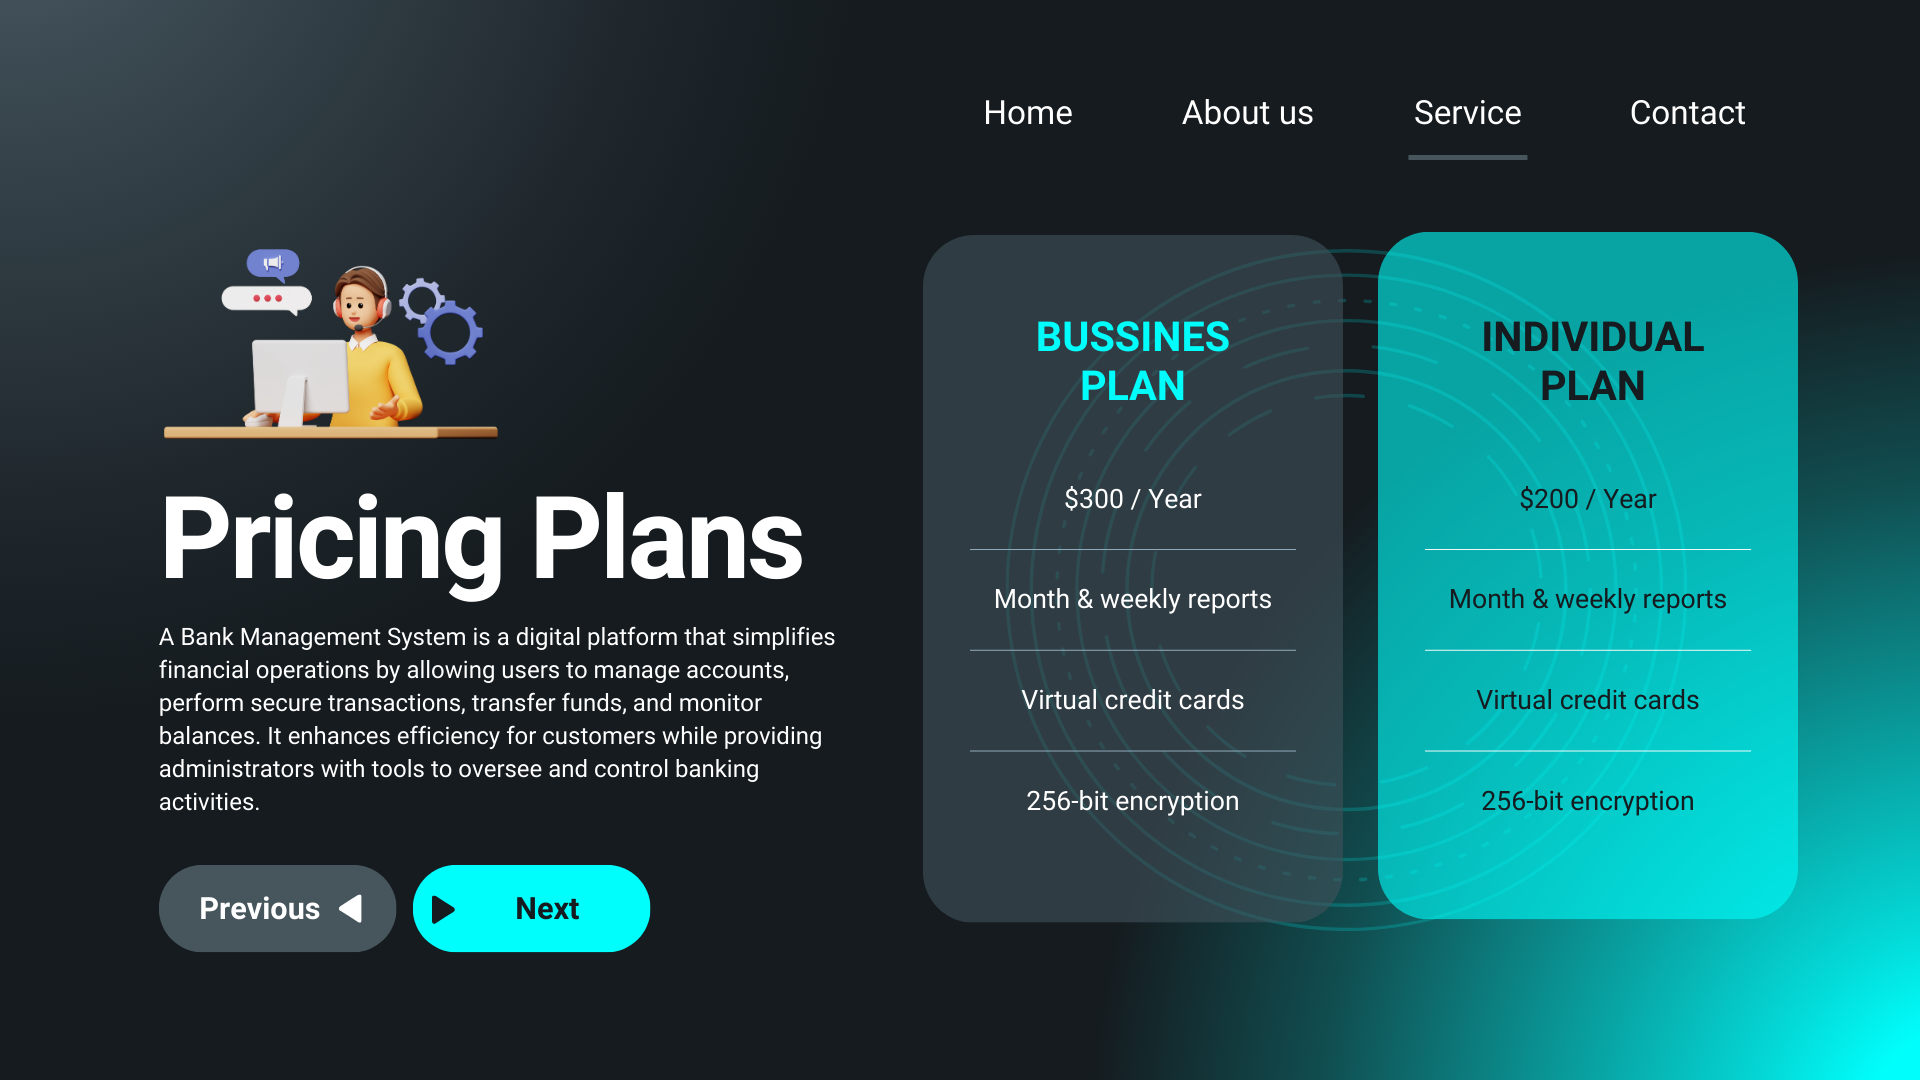 Home About us Service Contact
Pricing Plans
A Bank Management System is a digital platform that simplifies
financial operations by allowing users to manage accounts,
perform secure transactions, transfer funds, and monitor
balances. It enhances efficiency for customers while providing
administrators with tools to oversee and control banking
activities.
Previous
Next
BUSSINES
PLAN
$300 / Year
Month & weekly reports
Virtual credit cards
256-bit encryption
INDIVIDUAL
PLAN
$200 / Year
Month & weekly reports
Virtual credit cards
256-bit encryption